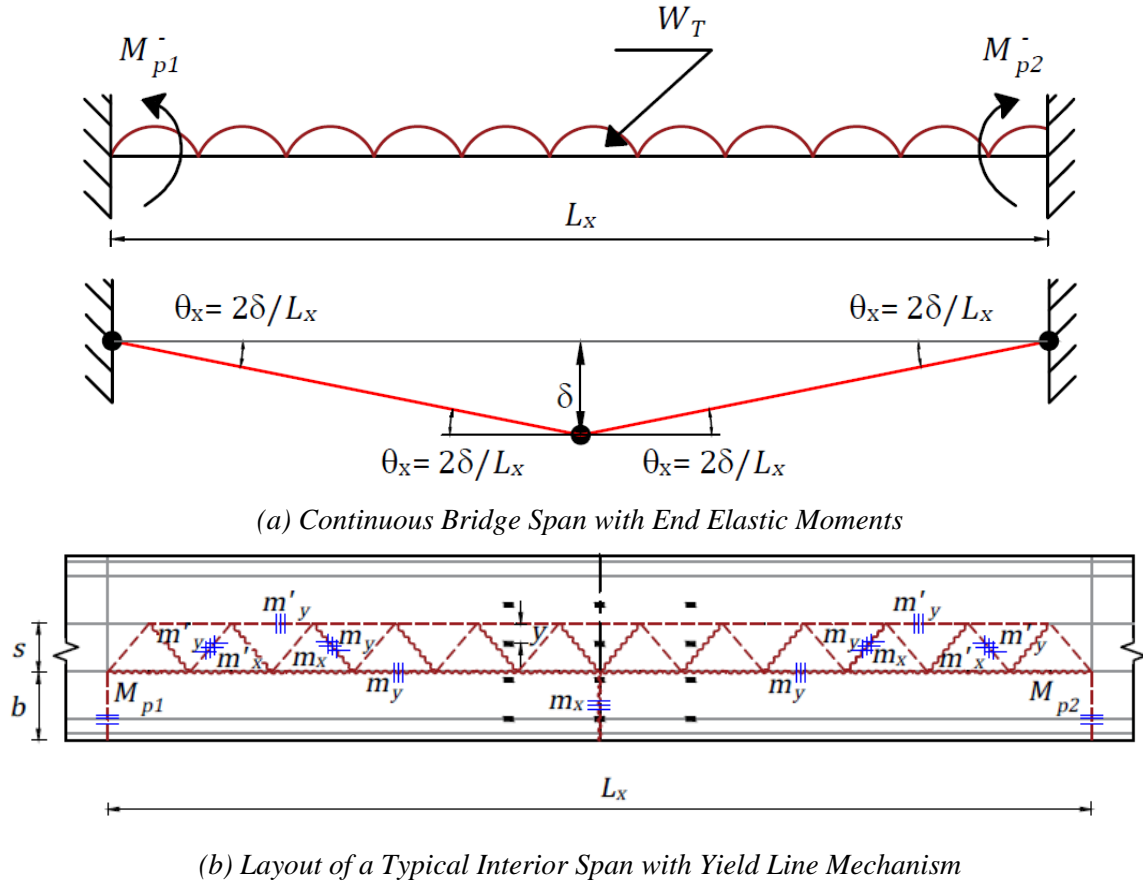 W_T
M⁻_p1 M⁻_p2
L_x
θ_x= 2δ/L_x θ_x= 2δ/L_x
δ
θ_x= 2δ/L_x θ_x= 2δ/L_x
(a) Continuous Bridge Span with End Elastic Moments
m'_y m'_y
s m'_y m'_x m_x m_y y m_y m_x m'_x m'_y
m_y m_y
b M_p1 m_x M_p2
L_x
(b) Layout of a Typical Interior Span with Yield Line Mechanism